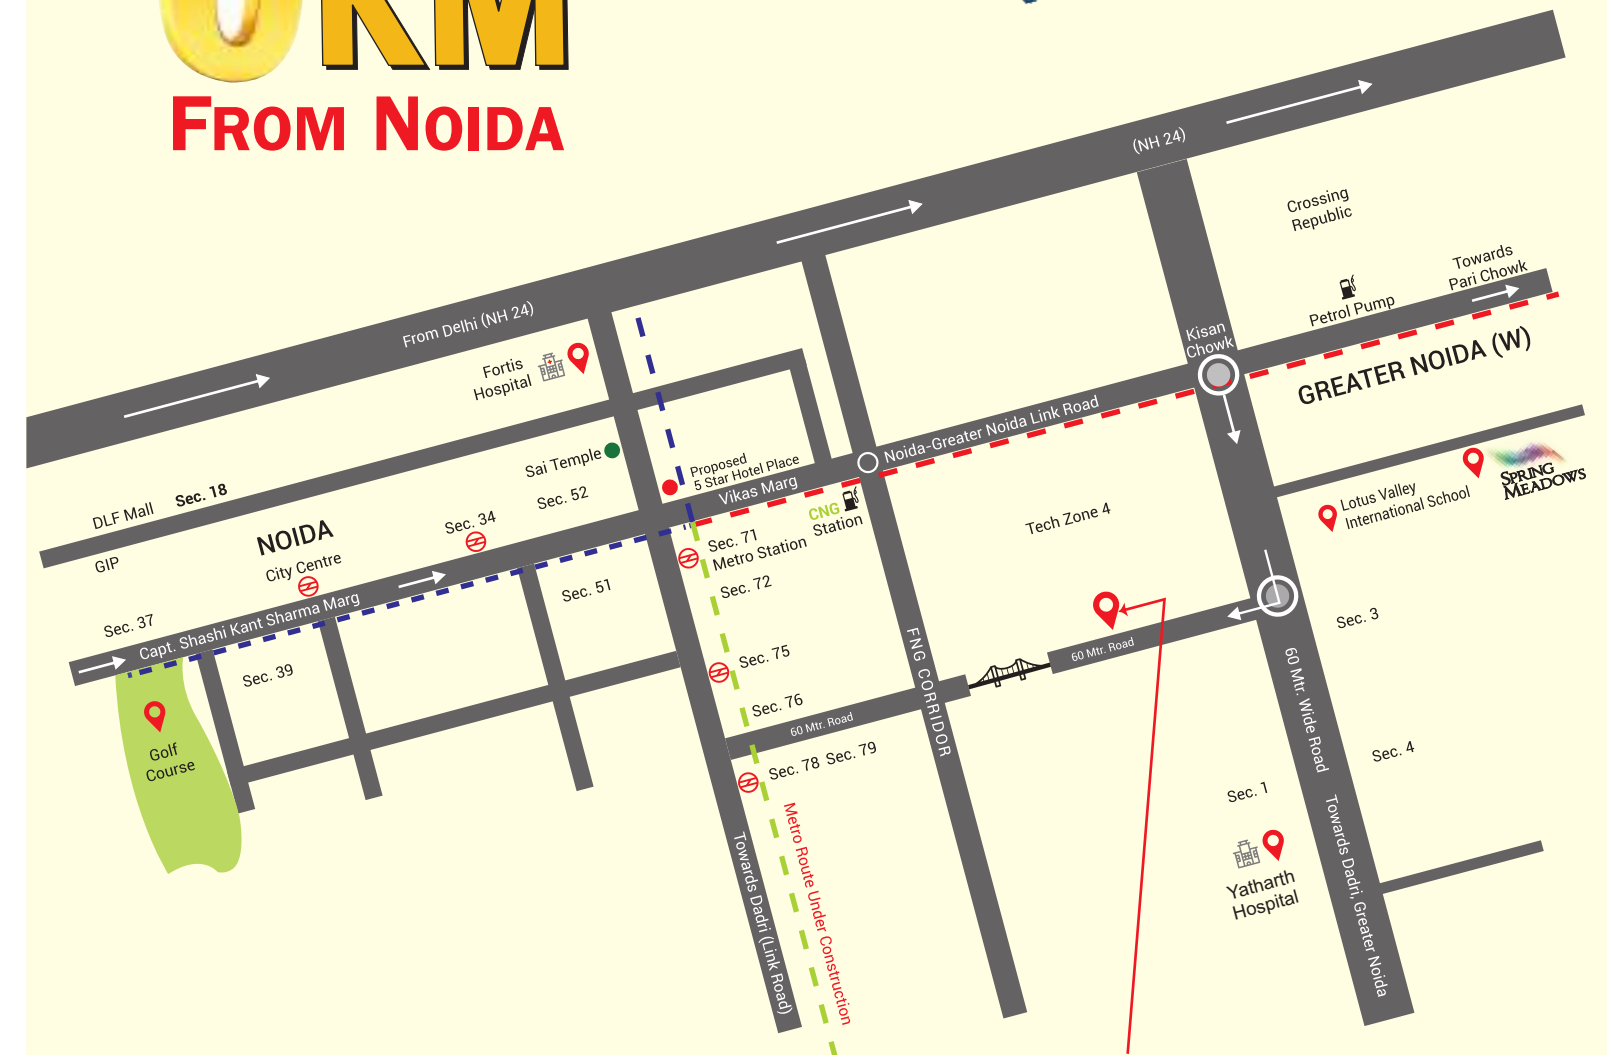 0KM
FROM NOIDA
(NH 24)
Crossing
Republic
Towards
Pari Chowk
Petrol Pump
From Delhi (NH 24)
Kisan
Chowk
GREATER NOIDA (W)
Fortis
Hospital
Noida-Greater Noida Link Road
Sai Temple
Proposed
5 Star Hotel Place
Vikas Marg
SPRING
MEADOWS
Lotus Valley
International School
DLF Mall
Sec. 18
Sec. 52
CNG
Station
NOIDA
Sec. 34
Tech Zone 4
GIP
City Centre
Sec. 71
Metro Station
Sec. 72
Sec. 51
Sec. 37
Capt. Shashi Kant Sharma Marg
Sec. 39
Sec. 75
Sec. 3
FNG CORRIDOR
60 Mtr. Road
Sec. 76
60 Mtr. Road
60 Mtr. Wide Road
Golf
Course
Sec. 78
Sec. 79
Sec. 4
Sec. 1
Metro Route Under Construction
Towards Dadri (Link Road)
Towards Dadri, Greater Noida
Yatharth
Hospital